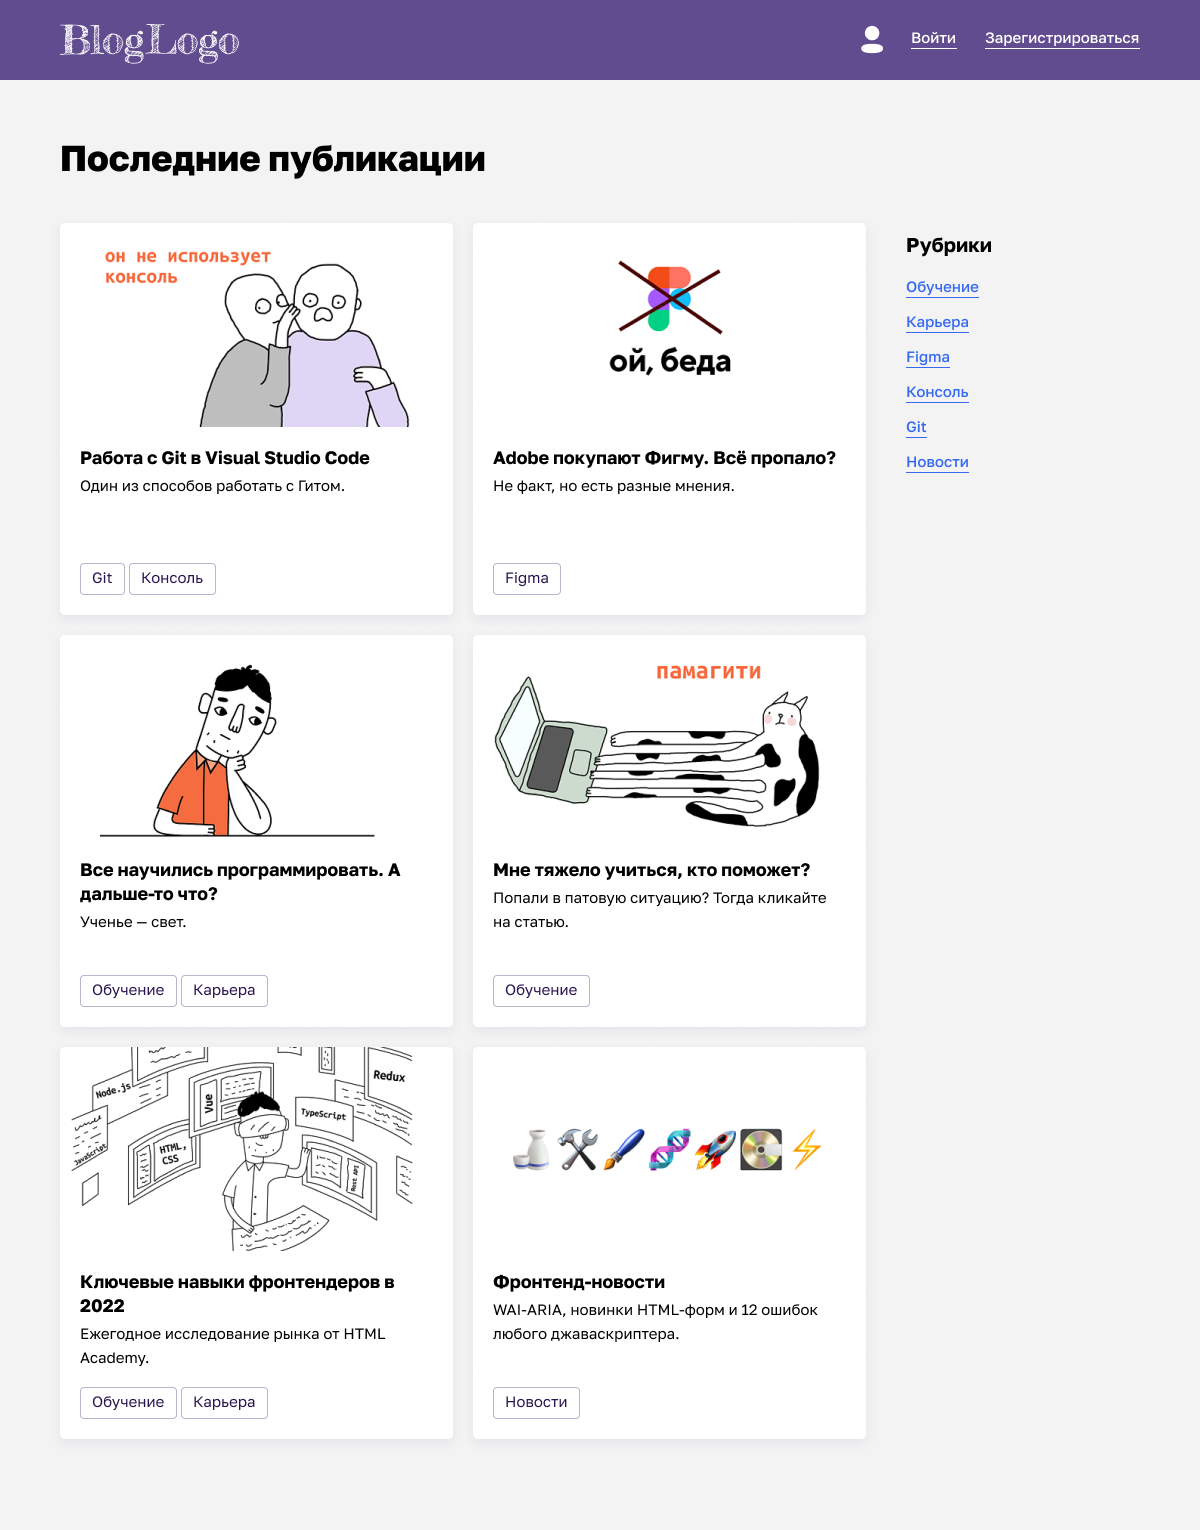 BlogLogo
Войти
Зарегистрироваться
Последние публикации
он не использует
консоль
Работа с Git в Visual Studio Code
Один из способов работать с Гитом.
Git
Консоль
ой, беда
Adobe покупают Фигму. Всё пропало?
Не факт, но есть разные мнения.
Figma
Рубрики
Обучение
Карьера
Figma
Консоль
Git
Новости
Все научились программировать. А
дальше-то что?
Ученье — свет.
Обучение
Карьера
памагити
Мне тяжело учиться, кто поможет?
Попали в патовую ситуацию? Тогда кликайте
на статью.
Обучение
Node.js
Vue
Redux
TypeScript
JavaScript
HTML,
CSS
Rest API
Ключевые навыки фронтендеров в
2022
Ежегодное исследование рынка от HTML
Academy.
Обучение
Карьера
Фронтенд-новости
WAI-ARIA, новинки HTML-форм и 12 ошибок
любого джаваскриптера.
Новости